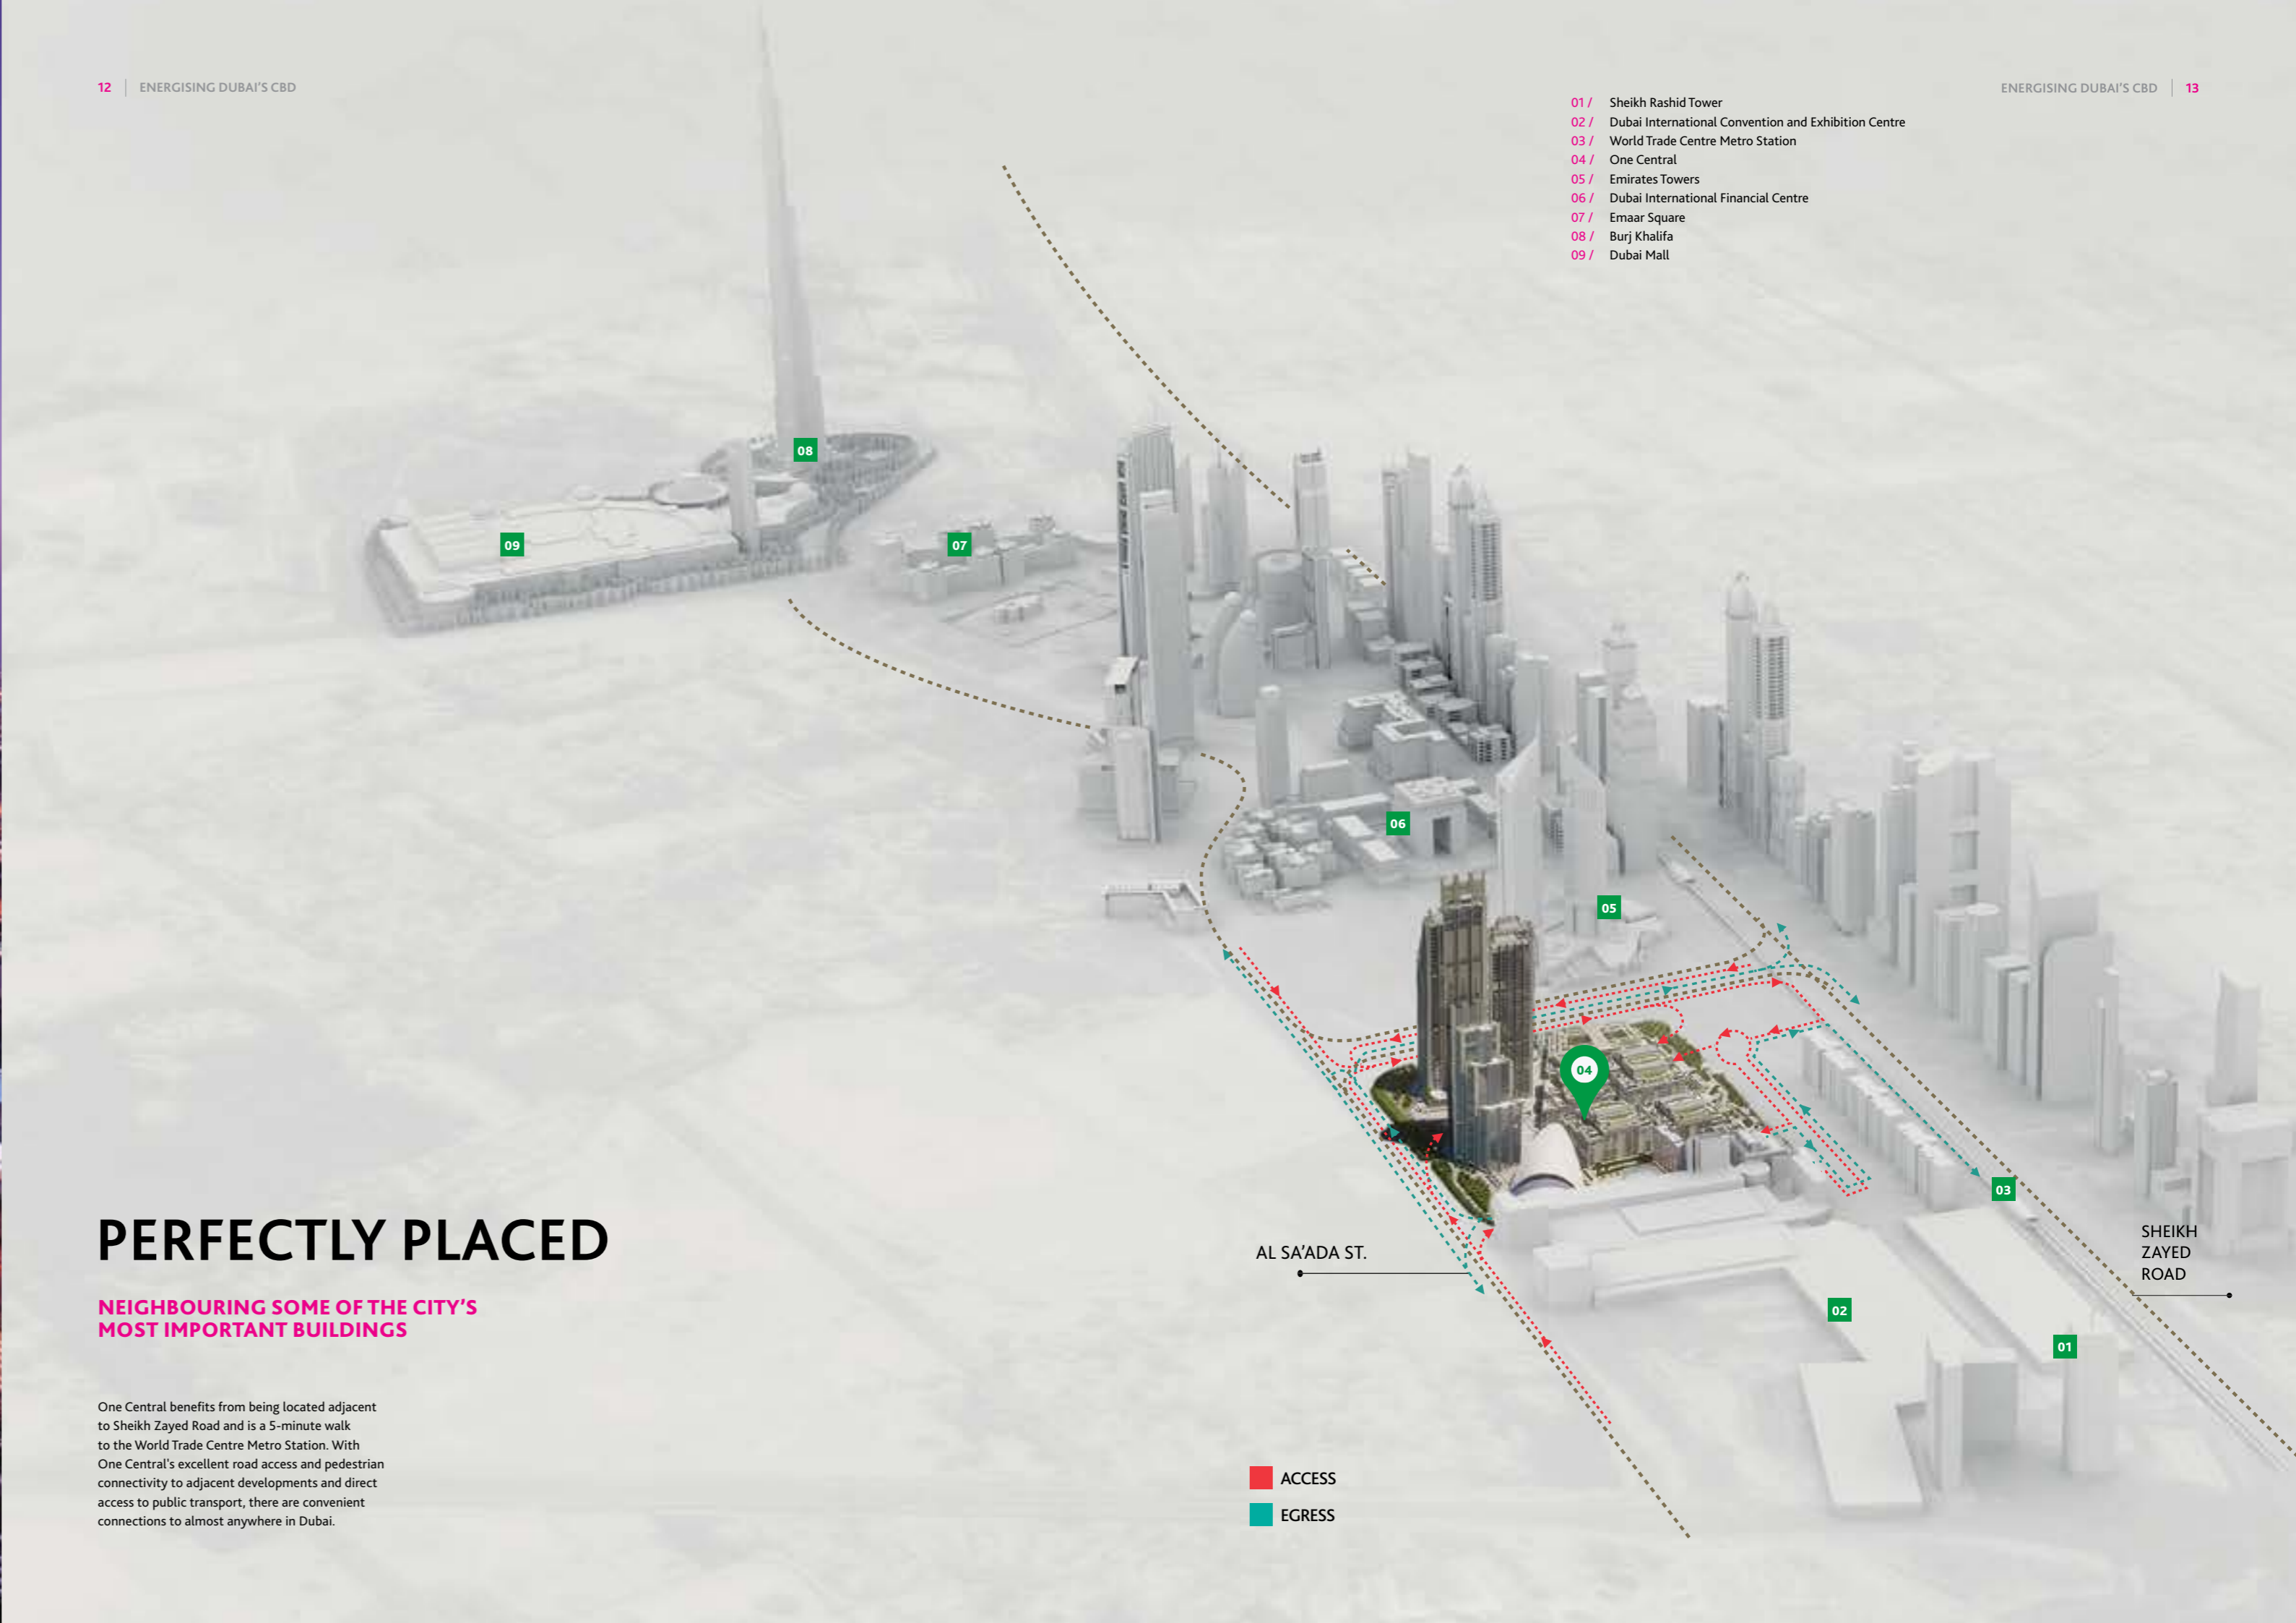 12 | ENERGISING DUBAI'S CBD
ENERGISING DUBAI'S CBD | 13
01 / Sheikh Rashid Tower
02 / Dubai International Convention and Exhibition Centre
03 / World Trade Centre Metro Station
04 / One Central
05 / Emirates Towers
06 / Dubai International Financial Centre
07 / Emaar Square
08 / Burj Khalifa
09 / Dubai Mall
08
09
07
06
05
04
03
02
01
AL SA'ADA ST.
SHEIKH
ZAYED
ROAD
PERFECTLY PLACED
NEIGHBOURING SOME OF THE CITY'S
MOST IMPORTANT BUILDINGS
One Central benefits from being located adjacent
to Sheikh Zayed Road and is a 5-minute walk
to the World Trade Centre Metro Station. With
One Central's excellent road access and pedestrian
connectivity to adjacent developments and direct
access to public transport, there are convenient
connections to almost anywhere in Dubai.
ACCESS
EGRESS